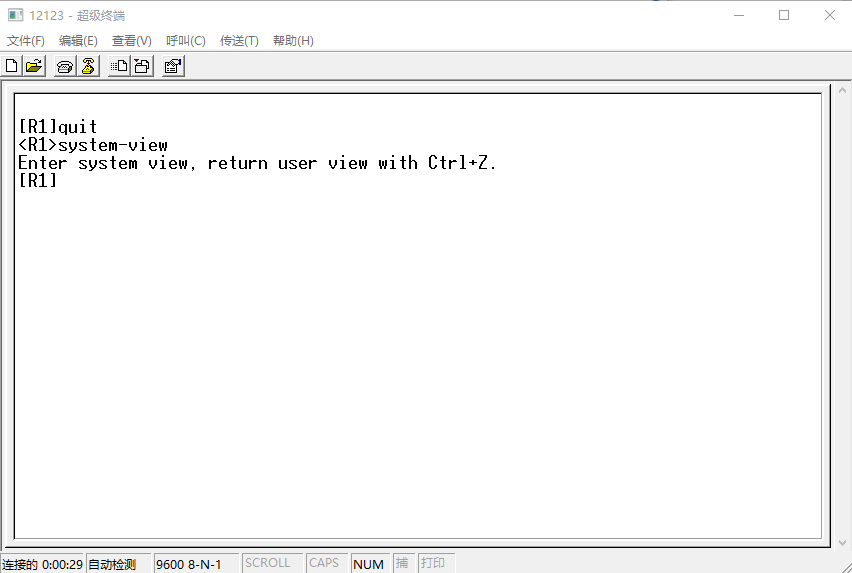 12123 - 超级终端
文件(F) 编辑(E) 查看(V) 呼叫(C) 传送(T) 帮助(H)
[R1]quit
<R1>system-view
Enter system view, return user view with Ctrl+Z.
[R1]
连接的 0:00:29 自动检测 9600 8-N-1 SCROLL CAPS NUM 捕 打印